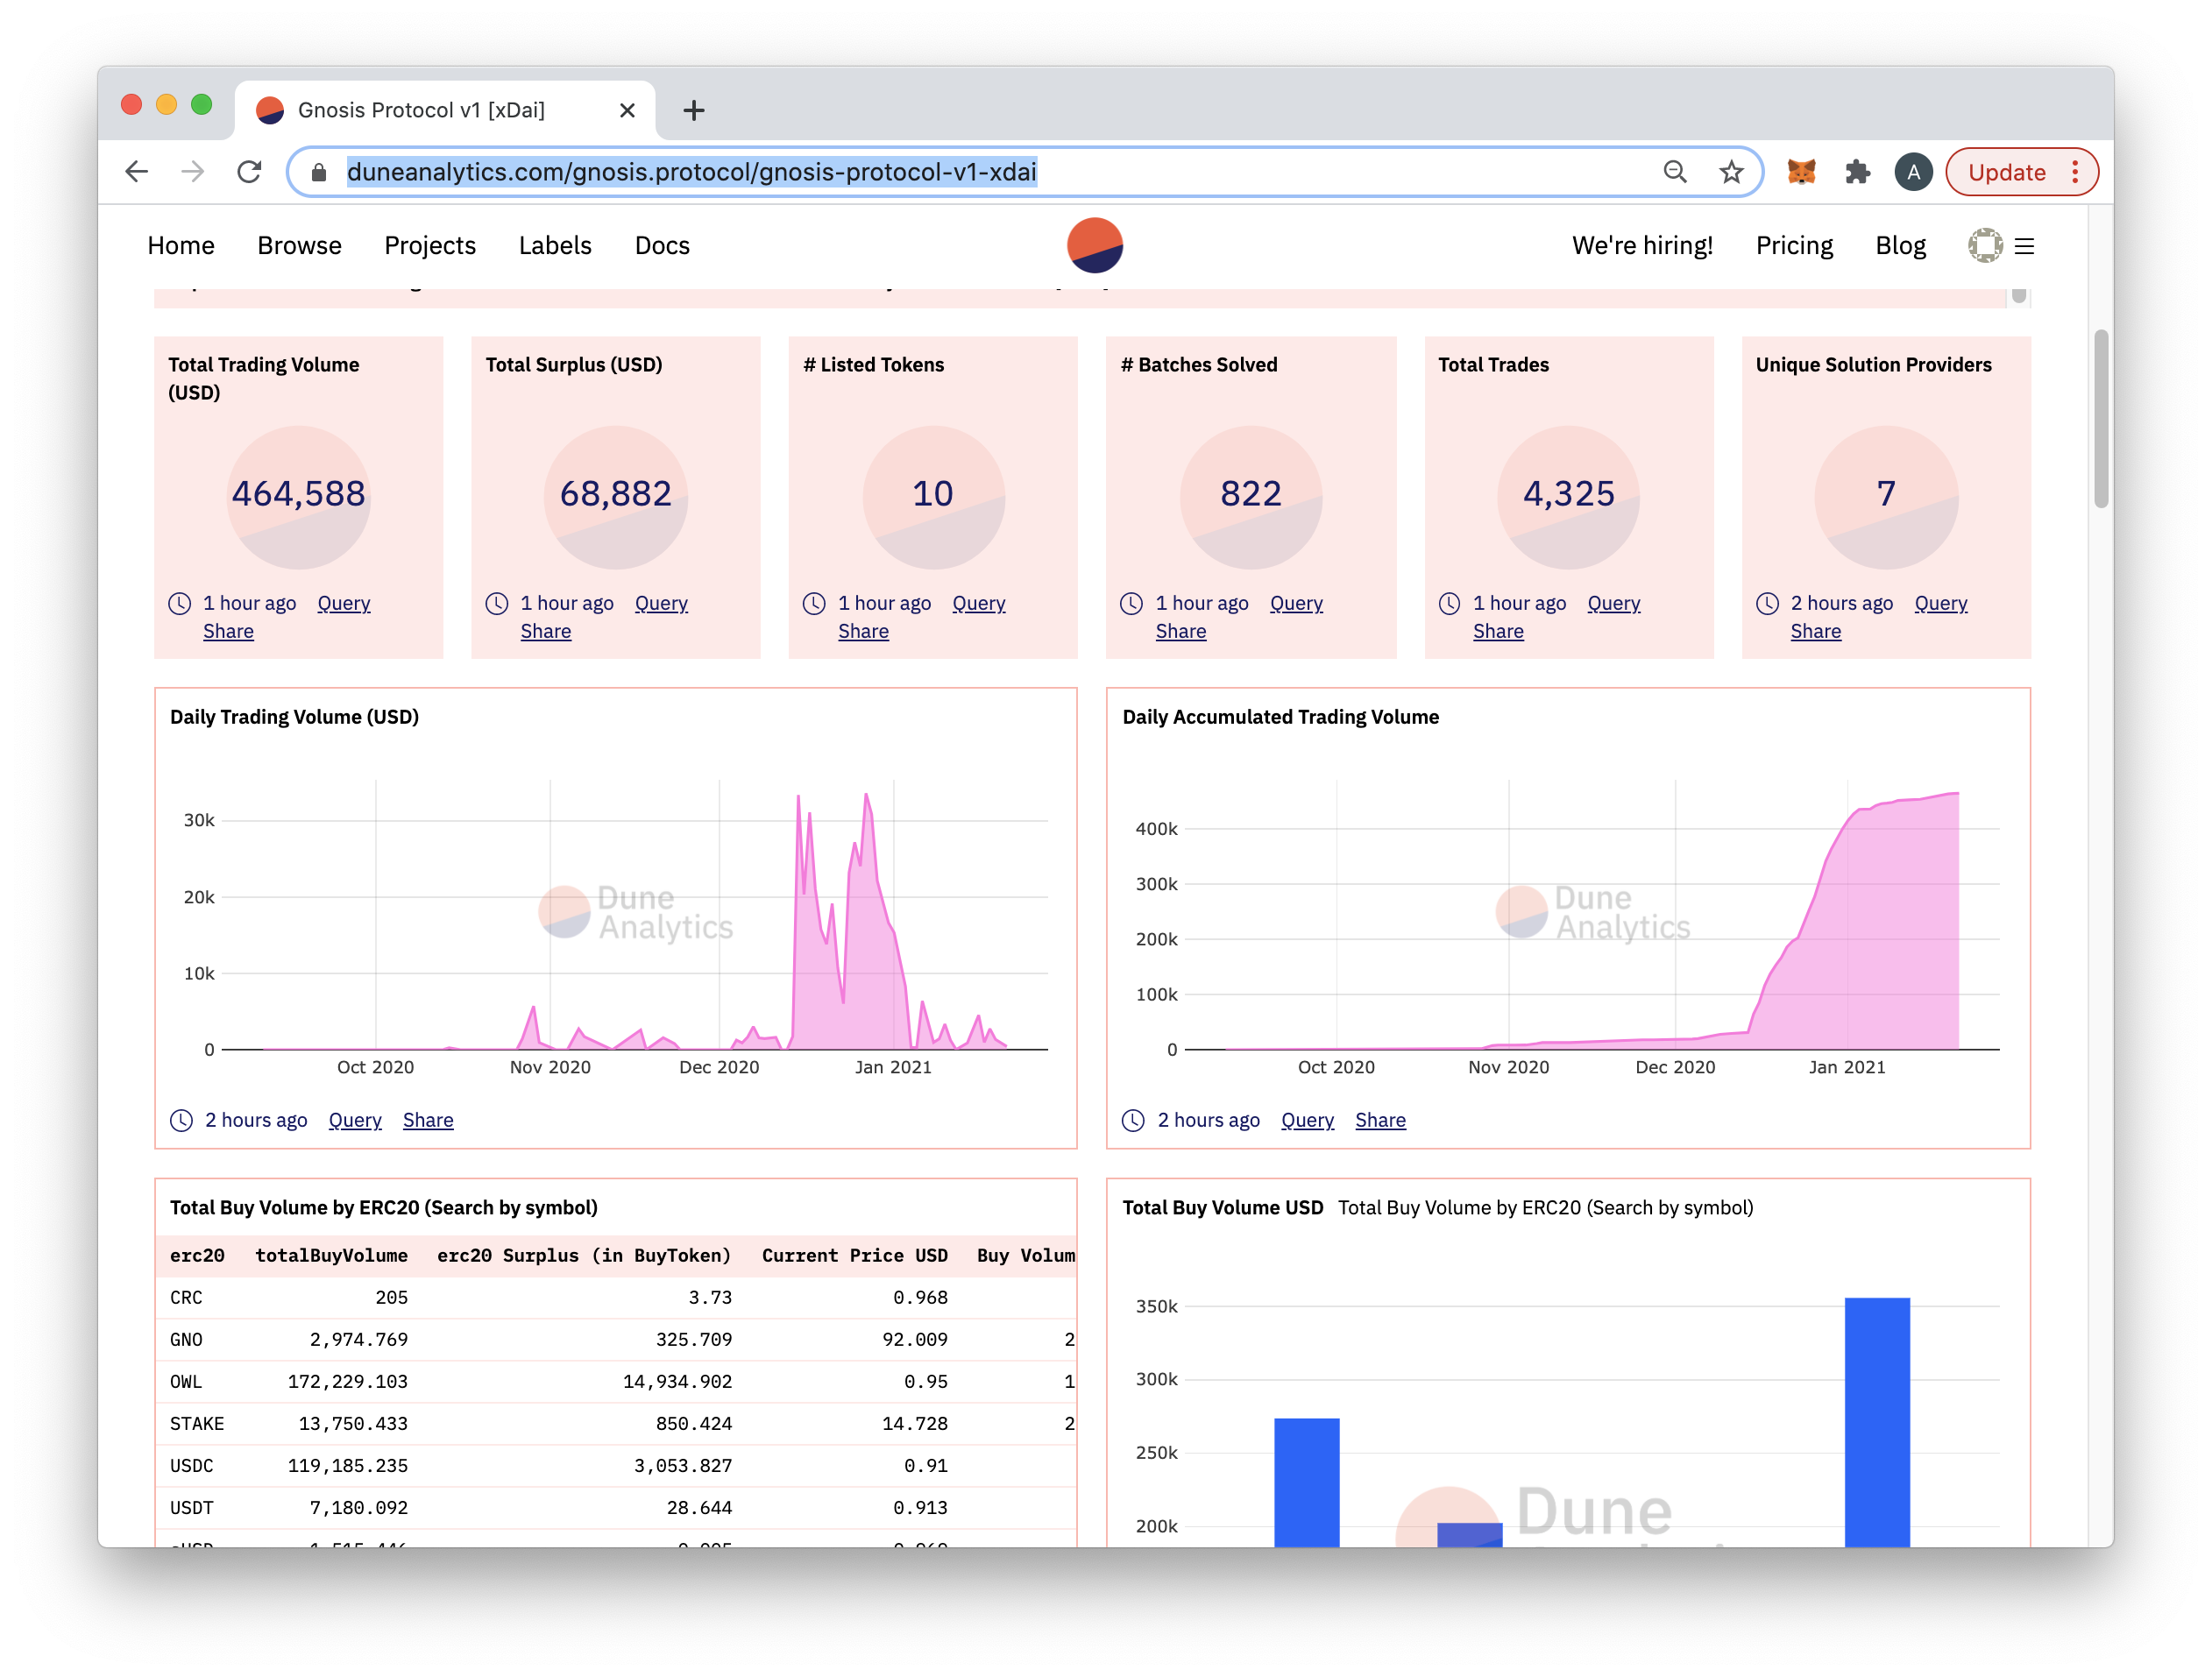 Gnosis Protocol v1 [xDai]
duneanalytics.com/gnosis.protocol/gnosis-protocol-v1-xdai
A
Update
Home Browse Projects Labels Docs
We're hiring! Pricing Blog
Total Trading Volume
(USD)
464,588
1 hour ago Query
Share
Total Surplus (USD)
68,882
1 hour ago Query
Share
# Listed Tokens
10
1 hour ago Query
Share
# Batches Solved
822
1 hour ago Query
Share
Total Trades
4,325
1 hour ago Query
Share
Unique Solution Providers
7
2 hours ago Query
Share
Daily Trading Volume (USD)
30k
20k
10k
0
Oct 2020 Nov 2020 Dec 2020 Jan 2021
Dune
Analytics
2 hours ago Query Share
Daily Accumulated Trading Volume
400k
300k
200k
100k
0
Oct 2020 Nov 2020 Dec 2020 Jan 2021
Dune
Analytics
2 hours ago Query Share
Total Buy Volume by ERC20 (Search by symbol)
erc20 totalBuyVolume erc20 Surplus (in BuyToken) Current Price USD Buy Volum
CRC 205 3.73 0.968
GNO 2,974.769 325.709 92.009 2
OWL 172,229.103 14,934.902 0.95 1
STAKE 13,750.433 850.424 14.728 2
USDC 119,185.235 3,053.827 0.91
USDT 7,180.092 28.644 0.913
Total Buy Volume USD Total Buy Volume by ERC20 (Search by symbol)
350k
300k
250k
200k
Dune